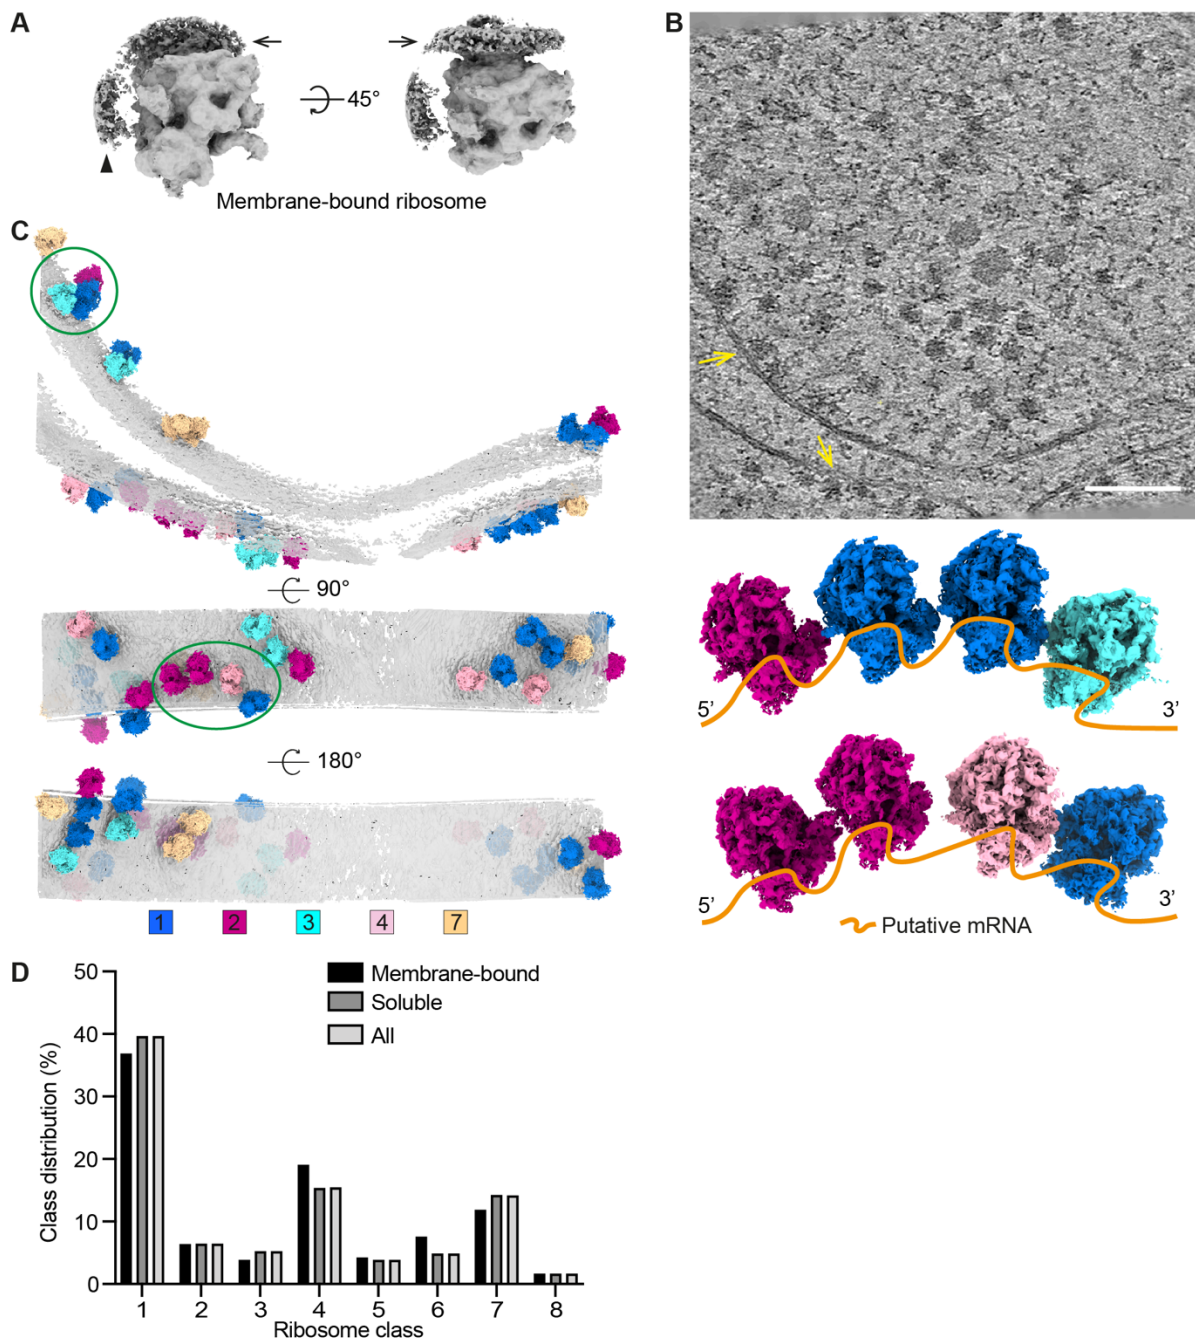 A
45°
Membrane-bound ribosome
B
C
90°
180°
1 2 3 4 7
5’ 3’
5’ 3’
Putative mRNA
D
Membrane-bound
Soluble
All
Class distribution (%)
50
40
30
20
10
0
1 2 3 4 5 6 7 8
Ribosome class